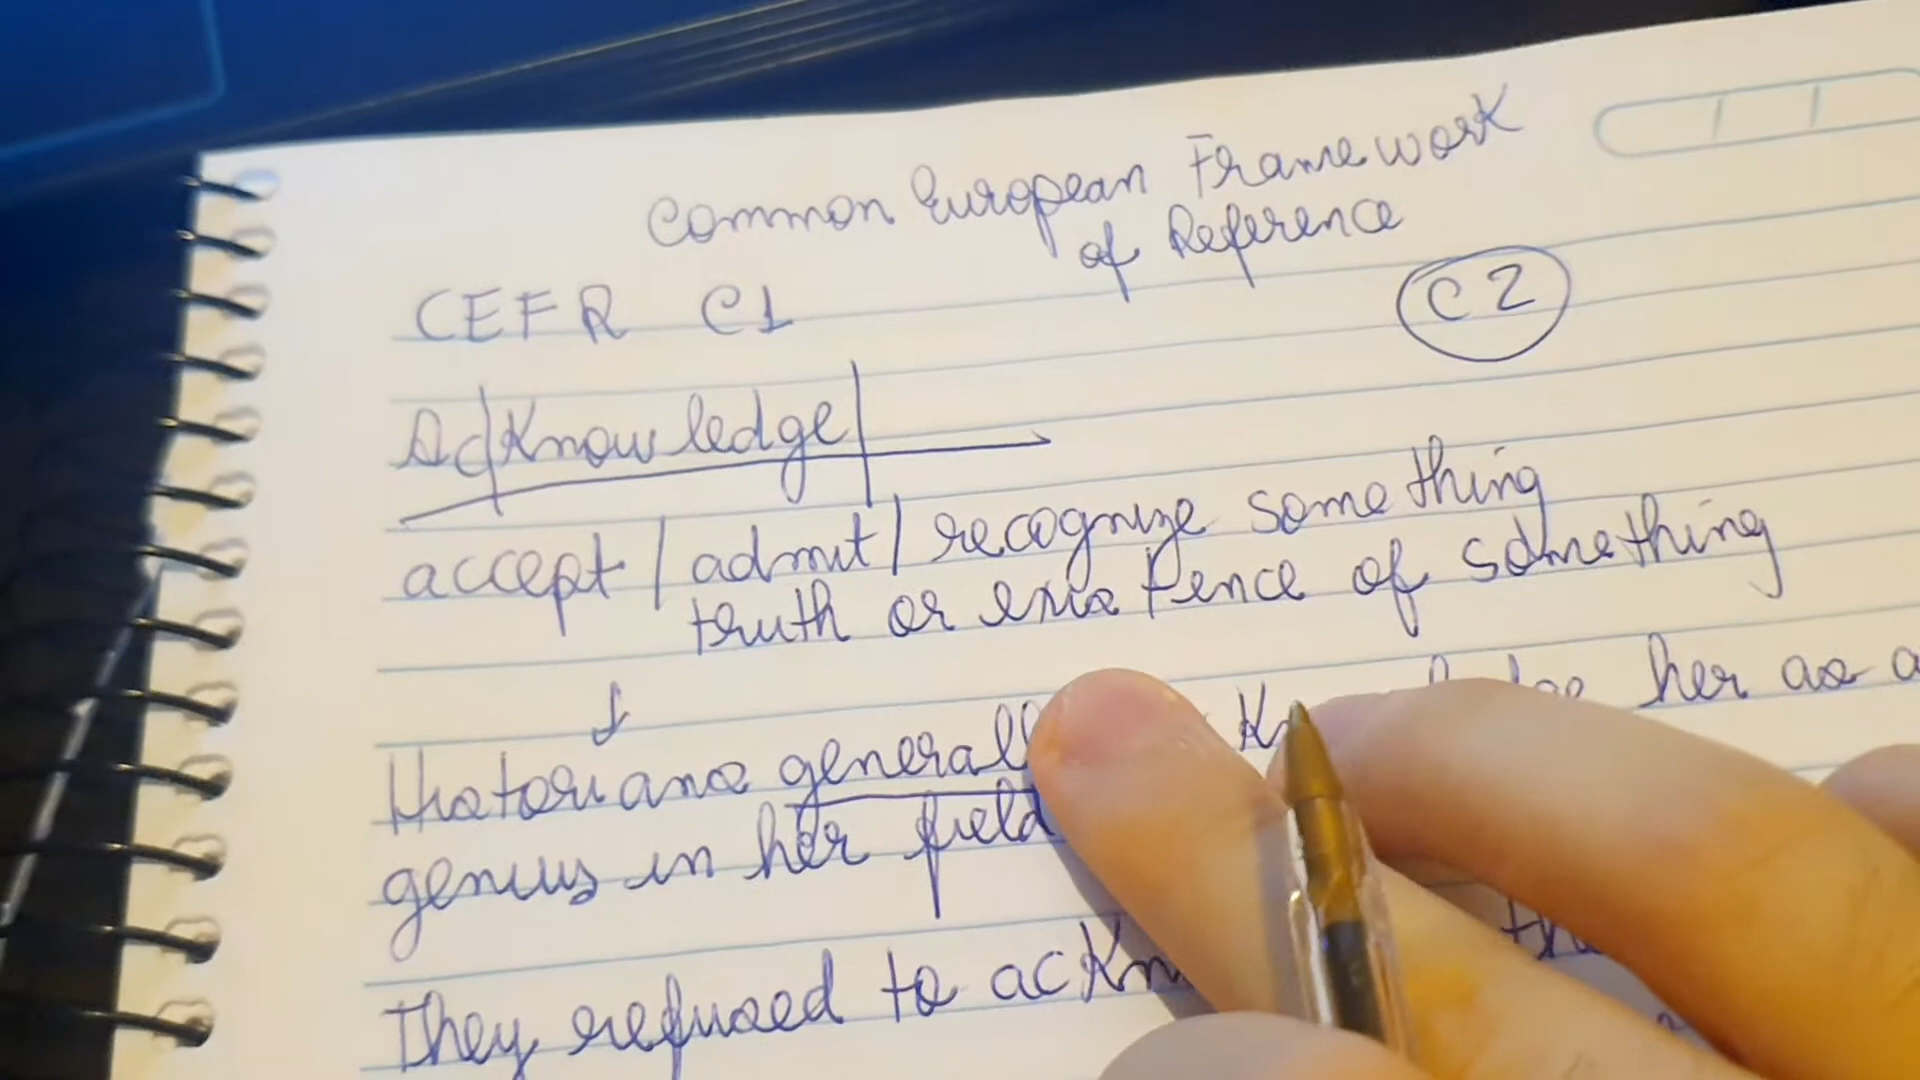 Common European Framework
of Reference
CEFR C1
C2
Ac|Knowledge|
accept / admit / recognize something
truth or existence of something
Historians generall her as a
genius in her field
They refused to